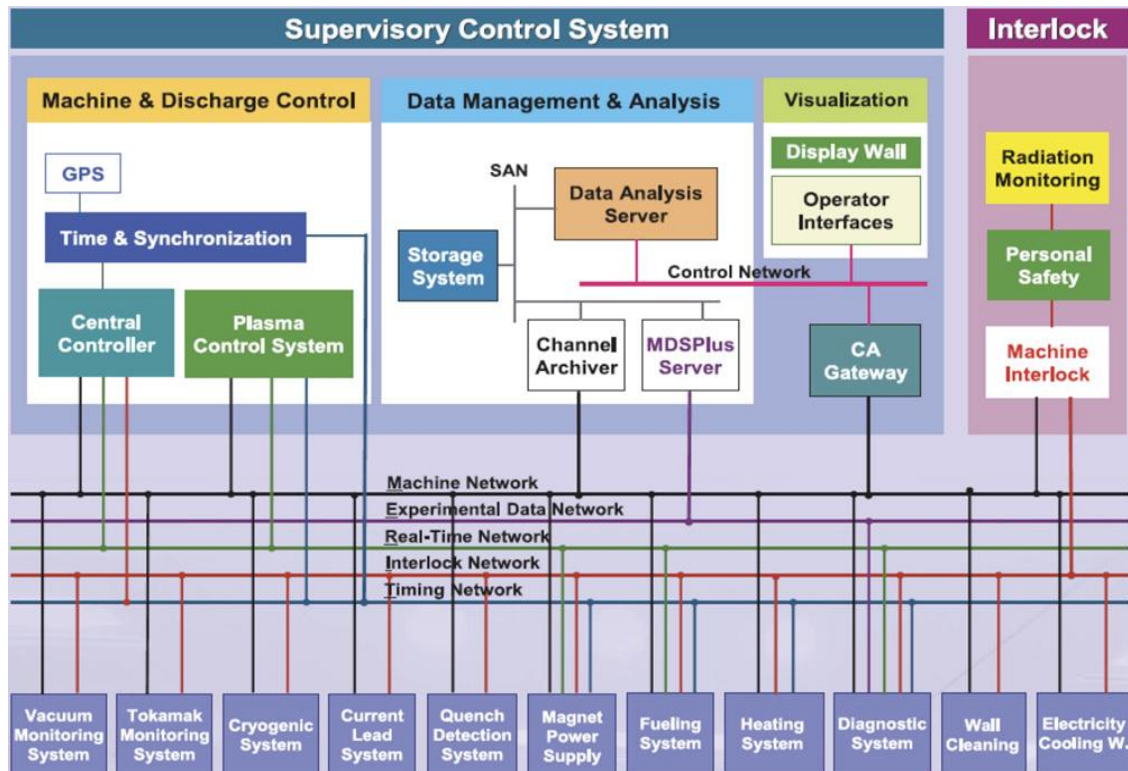 Supervisory Control System
Interlock
Machine & Discharge Control
Data Management & Analysis
Visualization
GPS
Time & Synchronization
Central
Controller
Plasma
Control System
SAN
Data Analysis
Server
Storage
System
Channel
Archiver
MDSPlus
Server
Control Network
Display Wall
Operator
Interfaces
CA
Gateway
Radiation
Monitoring
Personal
Safety
Machine
Interlock
Machine Network
Experimental Data Network
Real-Time Network
Interlock Network
Timing Network
Vacuum
Monitoring
System
Tokamak
Monitoring
System
Cryogenic
System
Current
Lead
System
Quench
Detection
System
Magnet
Power
Supply
Fueling
System
Heating
System
Diagnostic
System
Wall
Cleaning
Electricity
Cooling W.